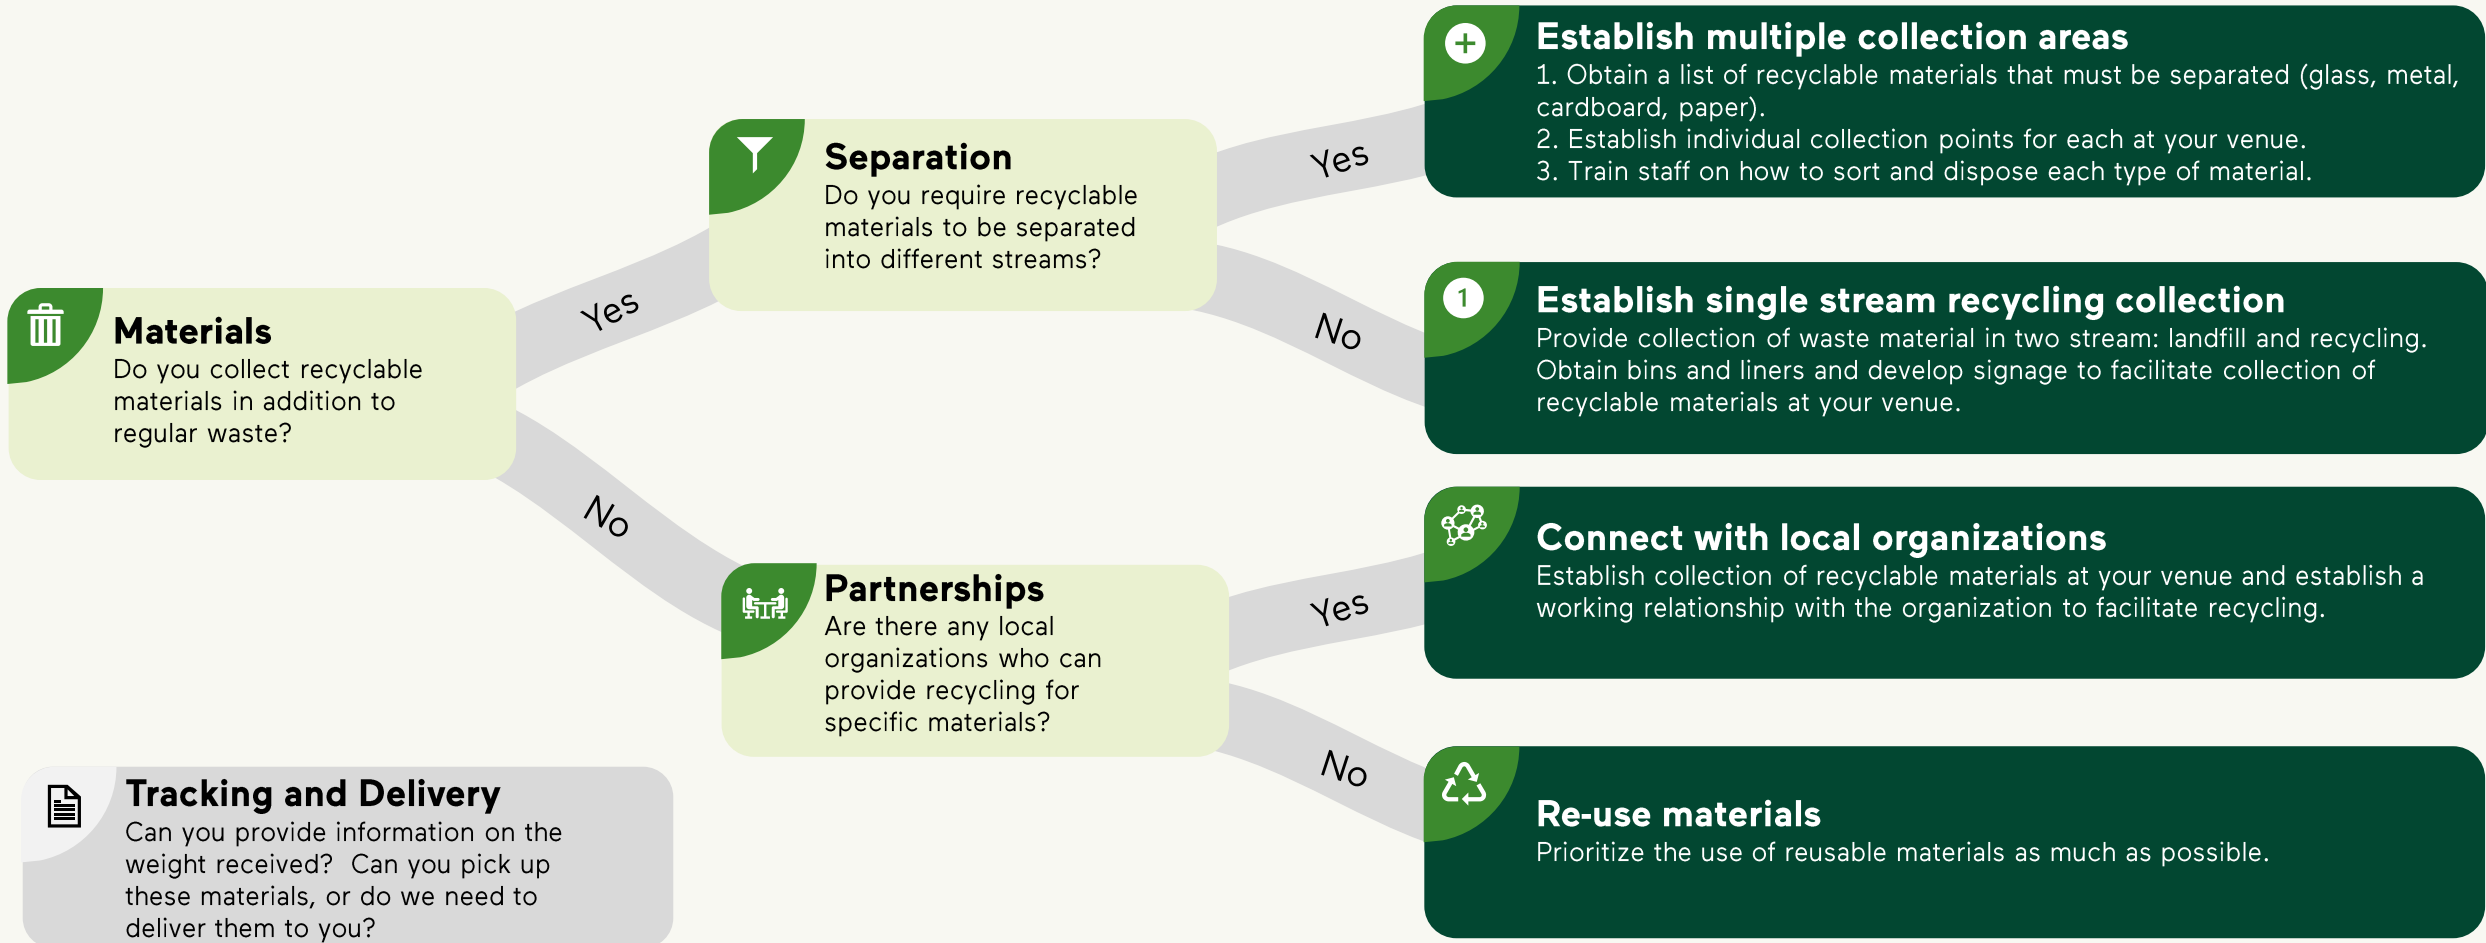 Materials
Do you collect recyclable
materials in addition to
regular waste?
Yes
No
Separation
Do you require recyclable
materials to be separated
into different streams?
Yes
No
Partnerships
Are there any local
organizations who can
provide recycling for
specific materials?
Yes
No
+
Establish multiple collection areas
1. Obtain a list of recyclable materials that must be separated (glass, metal,
cardboard, paper).
2. Establish individual collection points for each at your venue.
3. Train staff on how to sort and dispose each type of material.
1
Establish single stream recycling collection
Provide collection of waste material in two stream: landfill and recycling.
Obtain bins and liners and develop signage to facilitate collection of
recyclable materials at your venue.
Connect with local organizations
Establish collection of recyclable materials at your venue and establish a
working relationship with the organization to facilitate recycling.
Re-use materials
Prioritize the use of reusable materials as much as possible.
Tracking and Delivery
Can you provide information on the
weight received?  Can you pick up
these materials, or do we need to
deliver them to you?